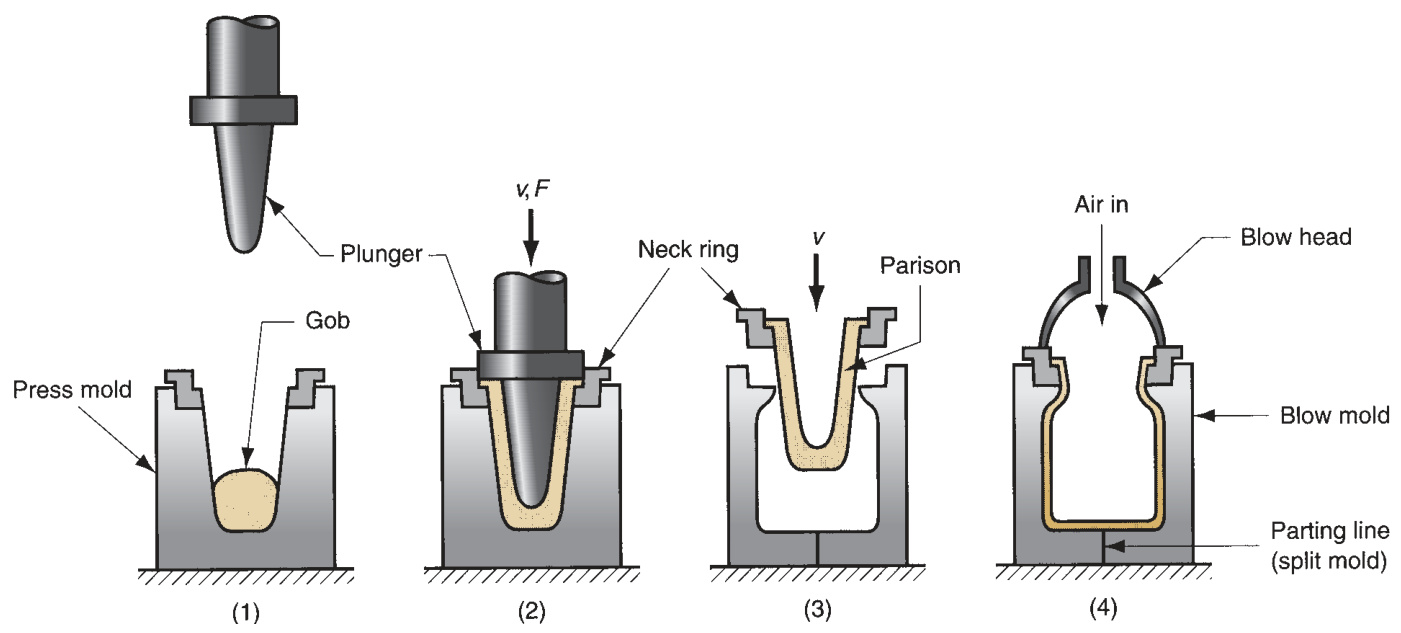 v, F
Air in
v
Blow head
Plunger
Neck ring
Parison
Gob
Press mold
Blow mold
Parting line
(split mold)
(1)
(2)
(3)
(4)